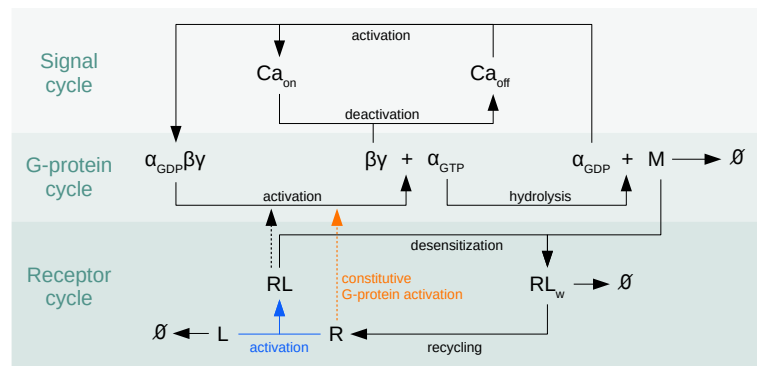 activation
Signal
cycle
Ca_on
Ca_off
deactivation
G-protein
cycle
α_GDPβγ
βγ + α_GTP
α_GDP + M
∅
activation
hydrolysis
desensitization
Receptor
cycle
RL
constitutive
G-protein activation
RL_w
∅
∅
L
R
activation
recycling